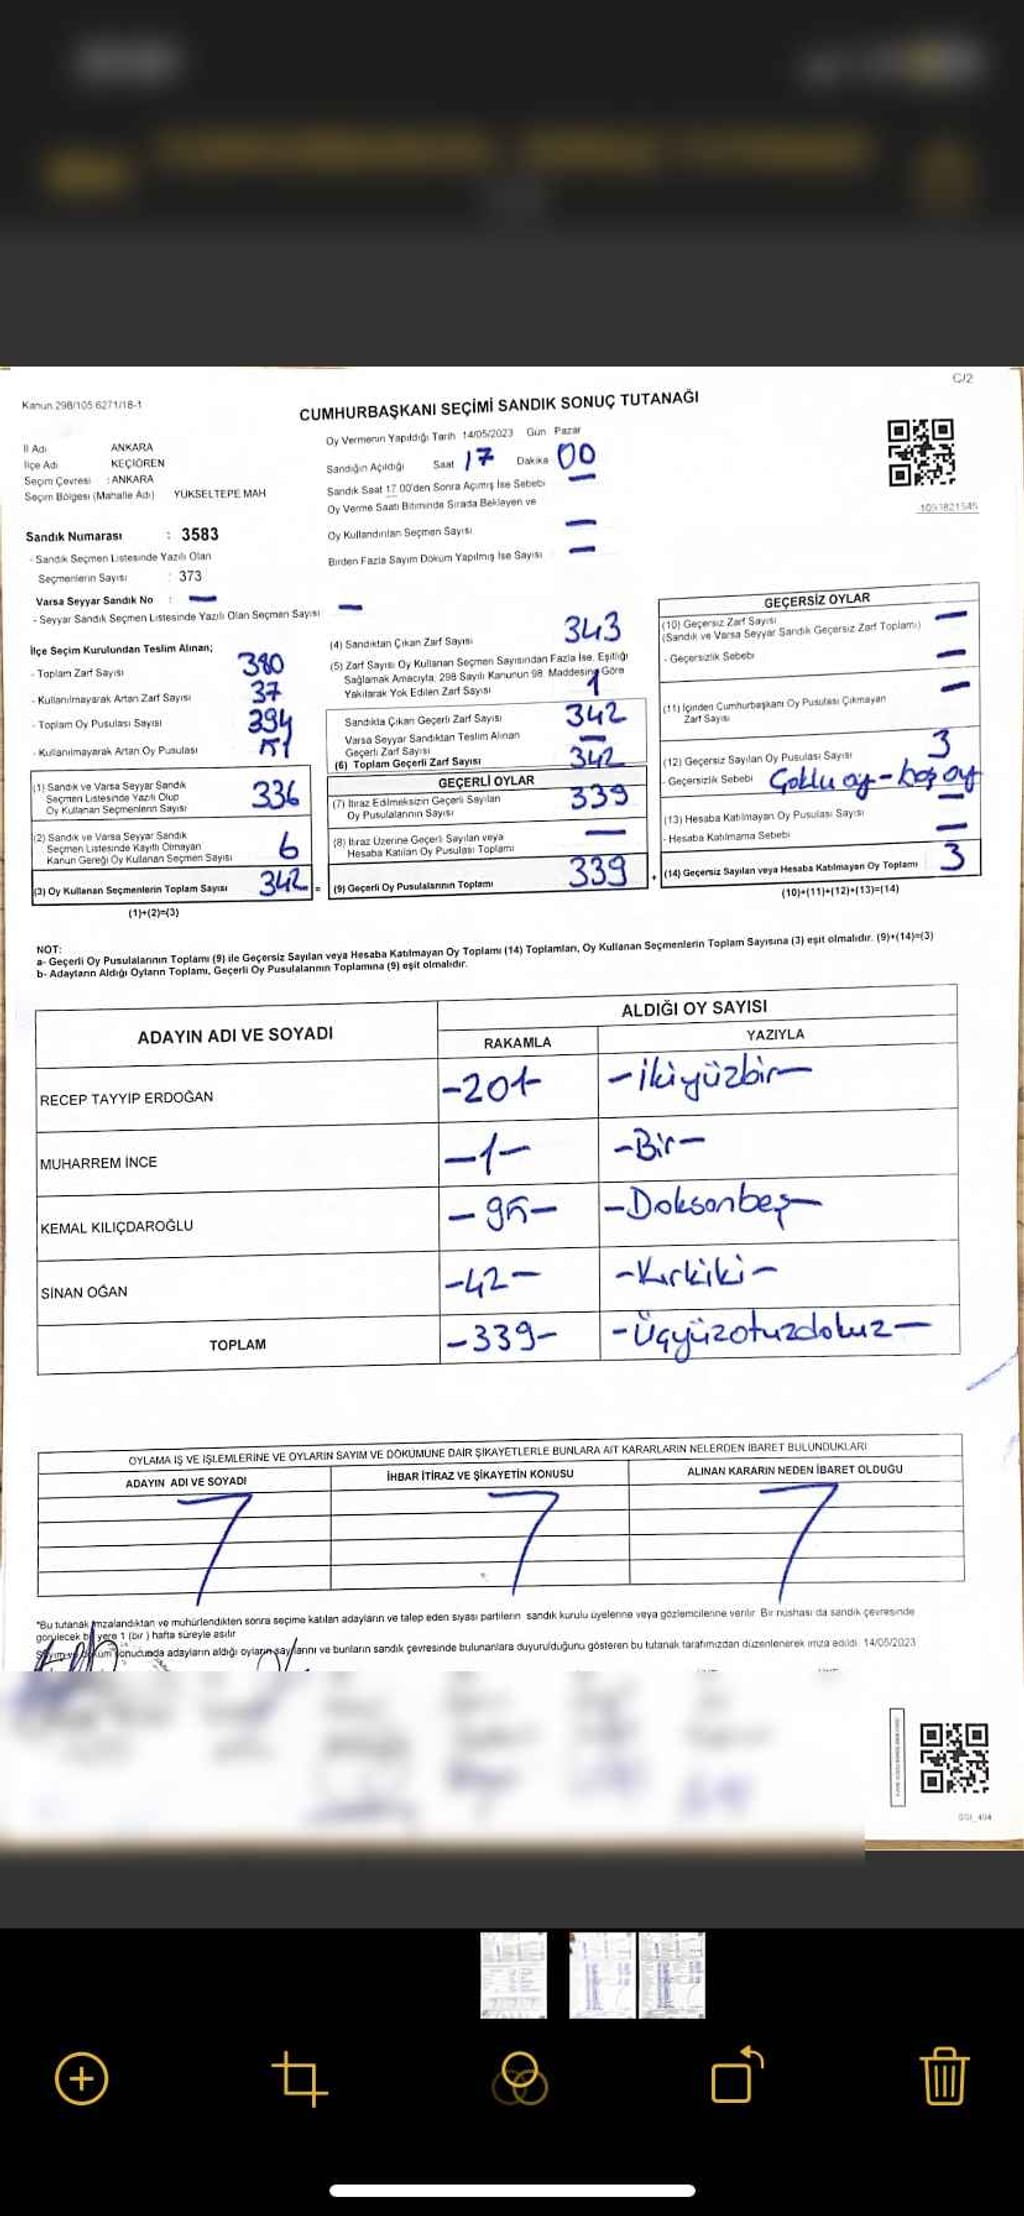 C/2
Kanun 298/105 6271/18-1
CUMHURBAŞKANI SEÇİMİ SANDIK SONUÇ TUTANAĞI
İl Adı ANKARA
İlçe Adı KEÇİÖREN
Seçim Çevresi : ANKARA
Seçim Bölgesi (Mahalle Adı) YÜKSELTEPE MAH
Oy Vermenin Yapıldığı Tarih 14/05/2023 Gün Pazar
Sandığın Açıldığı Saat 17 Dakika 00
Sandık Saat 17 00'den Sonra Açımış İse Sebebi —
Oy Verme Saati Bitiminde Sırada Bekleyen ve
Oy Kullandırılan Seçmen Sayısı —
Birden Fazla Sayım Döküm Yapılmış İse Sayısı —
Sandık Numarası : 3583
- Sandık Seçmen Listesinde Yazılı Olan
Seçmenlerin Sayısı : 373
Varsa Seyyar Sandık No : —
- Seyyar Sandık Seçmen Listesinde Yazılı Olan Seçmen Sayısı —
İlçe Seçim Kurulundan Teslim Alınan;
- Toplam Zarf Sayısı 380
- Kullanılmayarak Artan Zarf Sayısı 37
- Toplam Oy Pusulası Sayısı 394
- Kullanılmayarak Artan Oy Pusulası 51
(1) Sandık ve Varsa Seyyar Sandık
Seçmen Listesinde Yazılı Olup
Oy Kullanan Seçmenlerin Sayısı 336
(2) Sandık ve Varsa Seyyar Sandık
Seçmen Listesinde Kayıtlı Olmayan
Kanun Gereği Oy Kullanan Seçmen Sayısı 6
(3) Oy Kullanan Seçmenlerin Toplam Sayısı 342 =
(1)+(2)=(3)
(4) Sandıktan Çıkan Zarf Sayısı 343
(5) Zarf Sayısı Oy Kullanan Seçmen Sayısından Fazla İse, Eşitliği
Sağlamak Amacıyla, 298 Sayılı Kanunun 98. Maddesine Göre
Yakılarak Yok Edilen Zarf Sayısı 1
Sandıkta Çıkan Geçerli Zarf Sayısı 342
Varsa Seyyar Sandıktan Teslim Alınan
Geçerli Zarf Sayısı —
(6) Toplam Geçerli Zarf Sayısı 342
GEÇERLİ OYLAR
(7) İtiraz Edilmeksizin Geçerli Sayılan
Oy Pusulalarının Sayısı 339
(8) İtiraz Üzerine Geçerli Sayılan veya
Hesaba Katılan Oy Pusulası Toplamı —
(9) Geçerli Oy Pusulalarının Toplamı 339 +
GEÇERSİZ OYLAR
(10) Geçersiz Zarf Sayısı
(Sandık ve Varsa Seyyar Sandık Geçersiz Zarf Toplamı) —
- Geçersizlik Sebebi —
(11) İçinden Cumhurbaşkanı Oy Pusulası Çıkmayan
Zarf Sayısı —
(12) Geçersiz Sayılan Oy Pusulası Sayısı 3
- Geçersizlik Sebebi Çoklu oy - boş oy
(13) Hesaba Katılmayan Oy Pusulası Sayısı —
- Hesaba Katılmama Sebebi —
(14) Geçersiz Sayılan veya Hesaba Katılmayan Oy Toplamı 3
(10)+(11)+(12)+(13)=(14)
NOT:
a- Geçerli Oy Pusulalarının Toplamı (9) ile Geçersiz Sayılan veya Hesaba Katılmayan Oy Toplamı (14) Toplamları, Oy Kullanan Seçmenlerin Toplam Sayısına (3) eşit olmalıdır. (9)+(14)=(3)
b- Adayların Aldığı Oyların Toplamı, Geçerli Oy Pusulalarının Toplamına (9) eşit olmalıdır.
ADAYIN ADI VE SOYADI ALDIĞI OY SAYISI
RAKAMLA YAZIYLA
RECEP TAYYİP ERDOĞAN -201- -İkiyüzbir-
MUHARREM İNCE -1- -Bir-
KEMAL KILIÇDAROĞLU -95- -Doksanbeş-
SİNAN OĞAN -42- -Kırkiki-
TOPLAM -339- -Üçyüzotuzdokuz-
OYLAMA İŞ VE İŞLEMLERİNE VE OYLARIN SAYIM VE DÖKÜMÜNE DAİR ŞİKAYETLERLE BUNLARA AİT KARARLARIN NELERDEN İBARET BULUNDUKLARI
ADAYIN ADI VE SOYADI İHBAR İTİRAZ VE ŞİKAYETİN KONUSU ALINAN KARARIN NEDEN İBARET OLDUĞU
*Bu tutanak imzalandıktan ve mühürlendikten sonra seçime katılan adayların ve talep eden siyasi partilerin sandık kurulu üyelerine veya gözlemcilerine verilir. Bir nüshası da sandık çevresinde
görülecek bir yere 1 (bir) hafta süreyle asılır
Sayım ve döküm sonucunda adayların aldığı oyların sayılarını ve bunların sandık çevresinde bulunanlara duyurulduğunu gösteren bu tutanak tarafımızdan düzenlenerek imza edildi. 14/05/2023